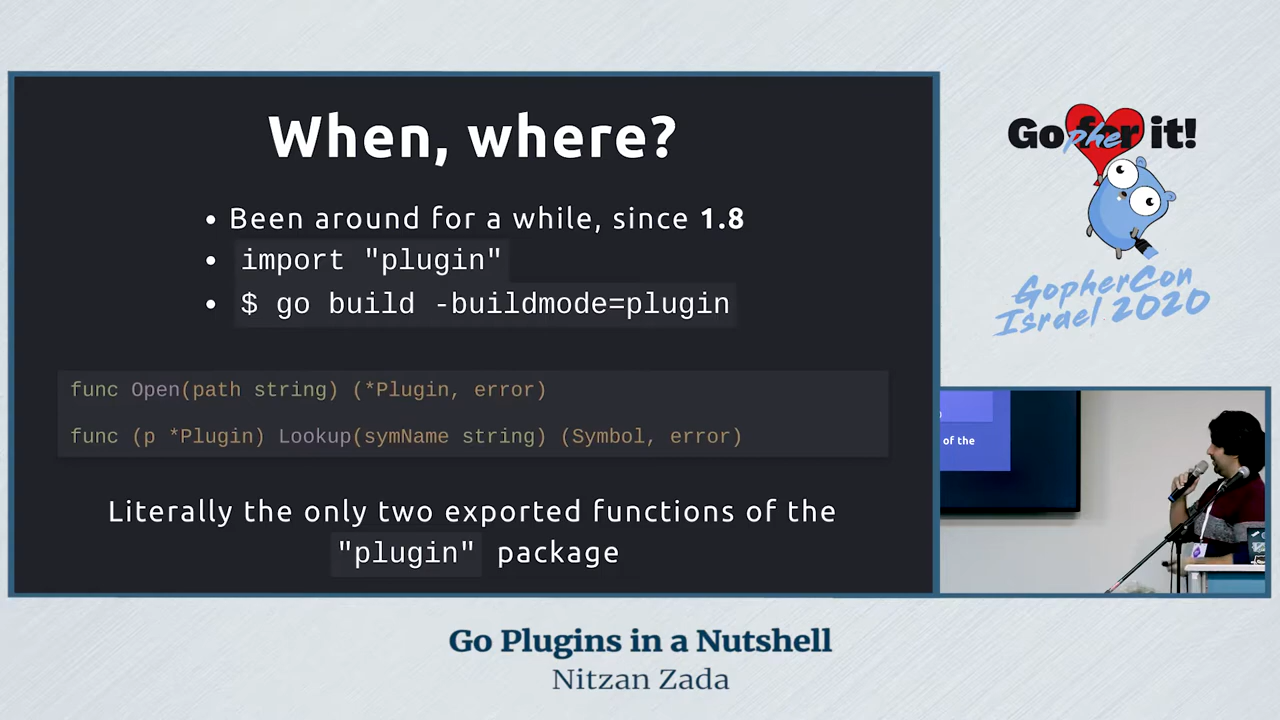 When, where?
• Been around for a while, since 1.8
• import "plugin"
• $ go build -buildmode=plugin
func Open(path string) (*Plugin, error)
func (p *Plugin) Lookup(symName string) (Symbol, error)
Literally the only two exported functions of the
"plugin" package
Gopher it!
GopherCon
Israel 2020
of the
Go Plugins in a Nutshell
Nitzan Zada